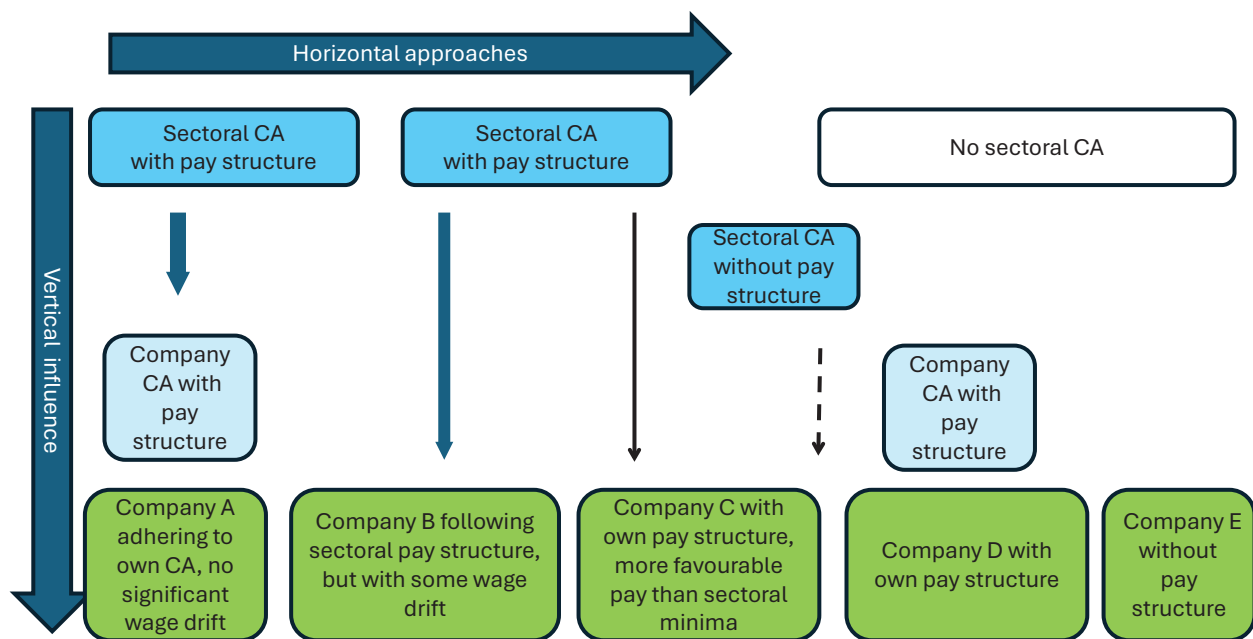 Horizontal approaches
Vertical influence
Sectoral CA
with pay structure
Sectoral CA
with pay structure
No sectoral CA
Sectoral CA
without pay
structure
Company
CA with
pay
structure
Company
CA with
pay
structure
Company A
adhering to
own CA, no
significant
wage drift
Company B following
sectoral pay structure,
but with some wage
drift
Company C with
own pay structure,
more favourable
pay than sectoral
minima
Company D with
own pay structure
Company E
without
pay
structure